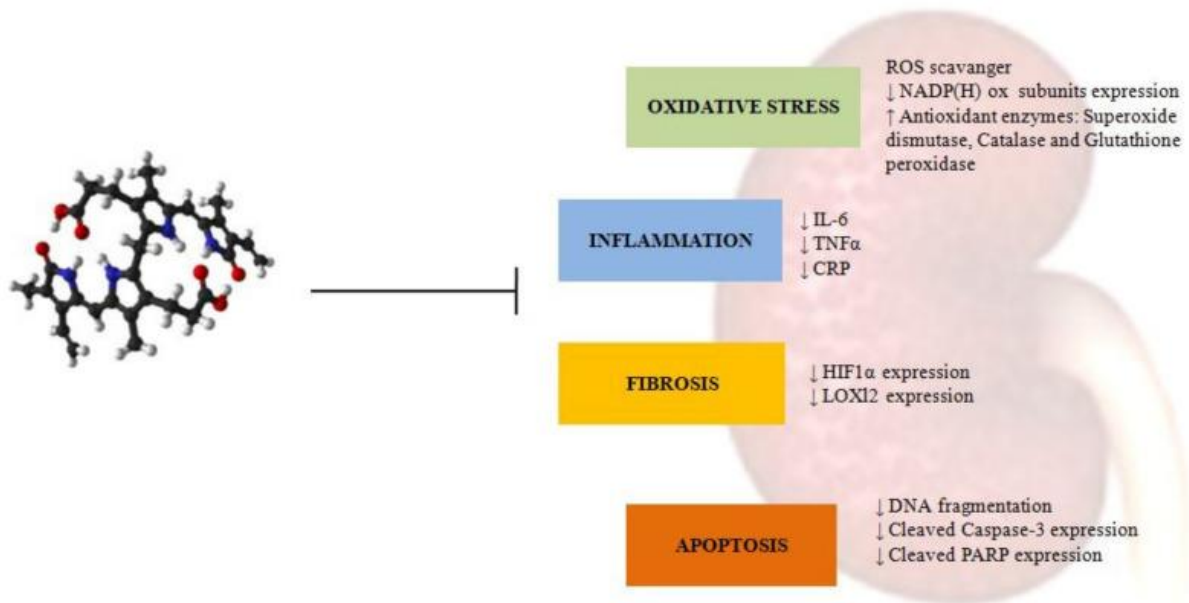 OXIDATIVE STRESS
ROS scavanger
↓ NADP(H) ox subunits expression
↑ Antioxidant enzymes: Superoxide
dismutase, Catalase and Glutathione
peroxidase
INFLAMMATION
↓ IL-6
↓ TNFα
↓ CRP
FIBROSIS
↓ HIF1α expression
↓ LOXl2 expression
APOPTOSIS
↓ DNA fragmentation
↓ Cleaved Caspase-3 expression
↓ Cleaved PARP expression